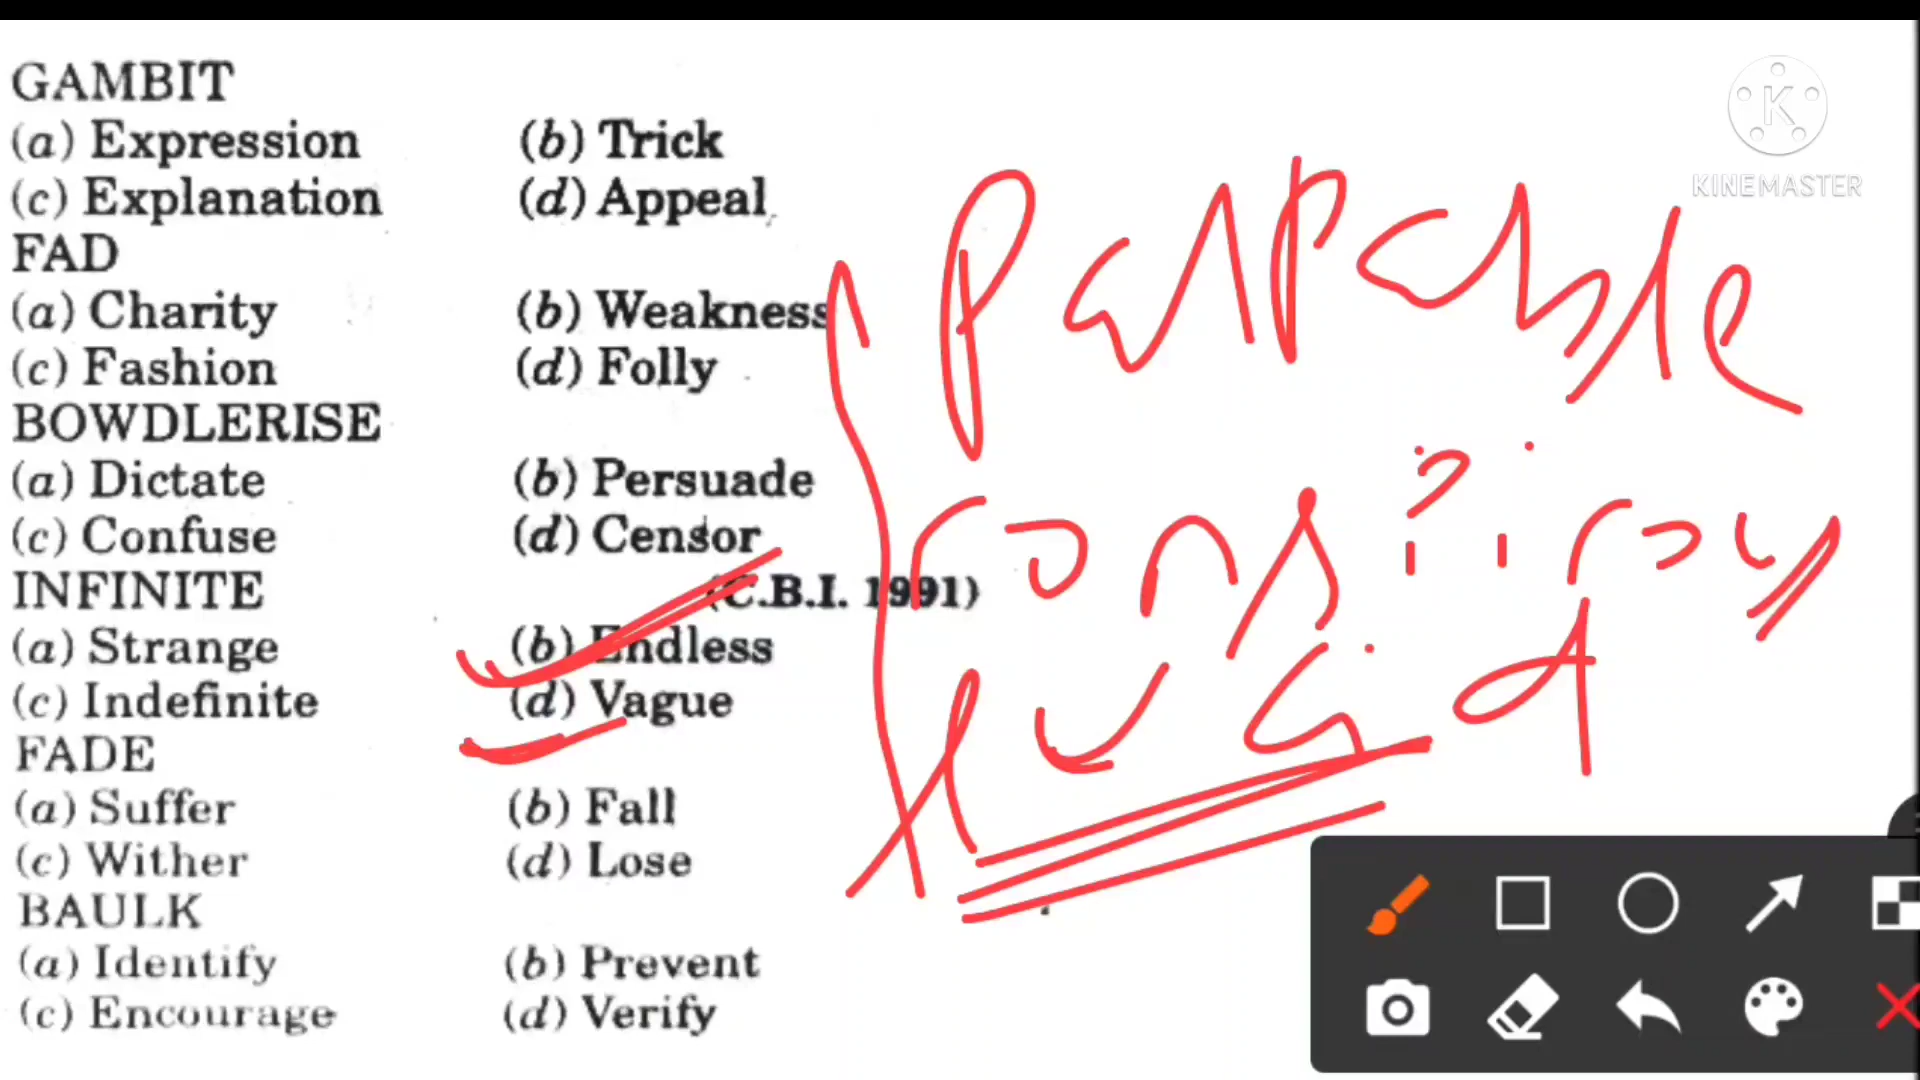 GAMBIT
(a) Expression (b) Trick
(c) Explanation (d) Appeal
FAD
(a) Charity (b) Weakness
(c) Fashion (d) Folly
BOWDLERISE
(a) Dictate (b) Persuade
(c) Confuse (d) Censor
INFINITE (C.B.I. 1991)
(a) Strange (b) Endless
(c) Indefinite (d) Vague
FADE
(a) Suffer (b) Fall
(c) Wither (d) Lose
BAULK
(a) Identify (b) Prevent
(c) Encourage (d) Verify
Palpable
lucid
K
KINEMASTER